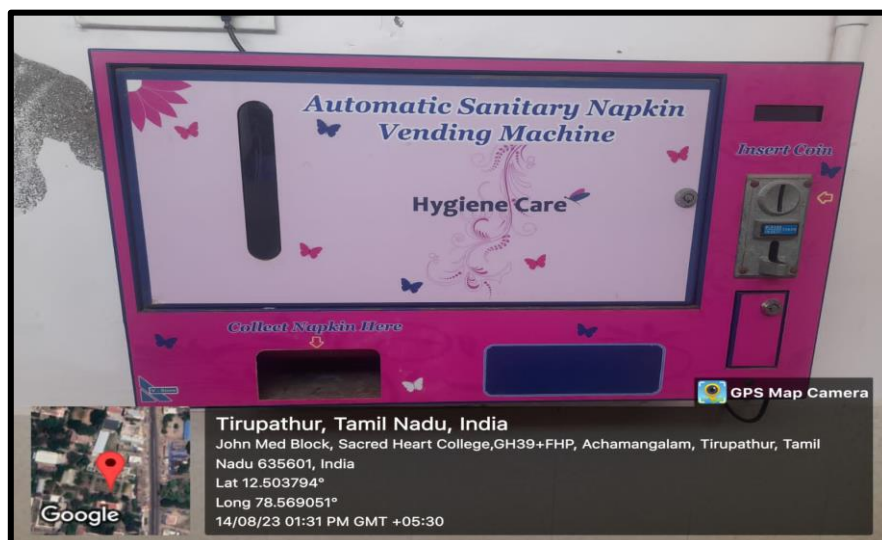 Automatic Sanitary Napkin
Vending Machine
Insert Coin
Hygiene Care
Collect Napkin Here
GPS Map Camera
Tirupathur, Tamil Nadu, India
John Med Block, Sacred Heart College,GH39+FHP, Achamangalam, Tirupathur, Tamil
Nadu 635601, India
Lat 12.503794°
Long 78.569051°
14/08/23 01:31 PM GMT +05:30
Google